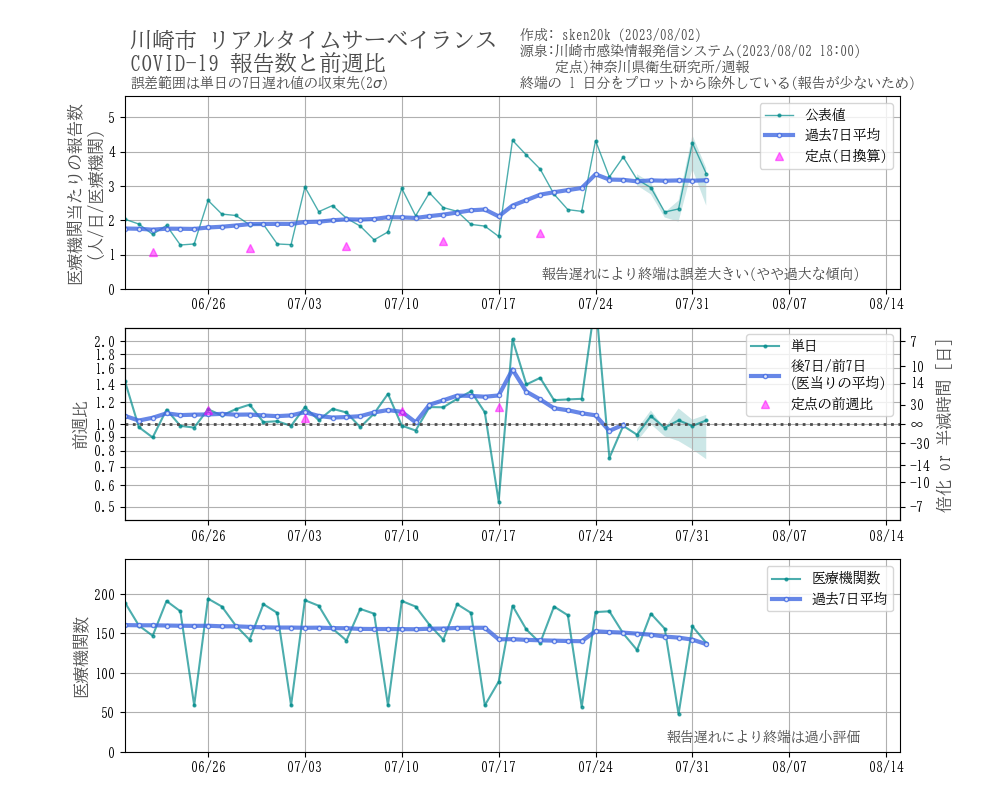 川崎市 リアルタイムサーベイランス
COVID-19 報告数と前週比
誤差範囲は単日の7日遅れ値の収束先(2σ)
作成: sken20k (2023/08/02)
源泉:川崎市感染情報発信システム(2023/08/02 18:00)
定点)神奈川県衛生研究所/週報
終端の 1 日分をプロットから除外している(報告が少ないため)
医療機関当たりの報告数
(人/日/医療機関)
5
4
3
2
1
0
公表値
過去7日平均
定点(日換算)
報告遅れにより終端は誤差大きい(やや過大な傾向)
06/26 07/03 07/10 07/17 07/24 07/31 08/07 08/14
前週比
2.0
1.8
1.6
1.4
1.2
1.0
0.9
0.8
0.7
0.6
0.5
単日
後7日/前7日
(医当りの平均)
定点の前週比
7
10
14
30
∞
-30
-14
-10
-7
倍化 or 半減時間 [日]
06/26 07/03 07/10 07/17 07/24 07/31 08/07 08/14
医療機関数
200
150
100
50
0
医療機関数
過去7日平均
報告遅れにより終端は過小評価
06/26 07/03 07/10 07/17 07/24 07/31 08/07 08/14